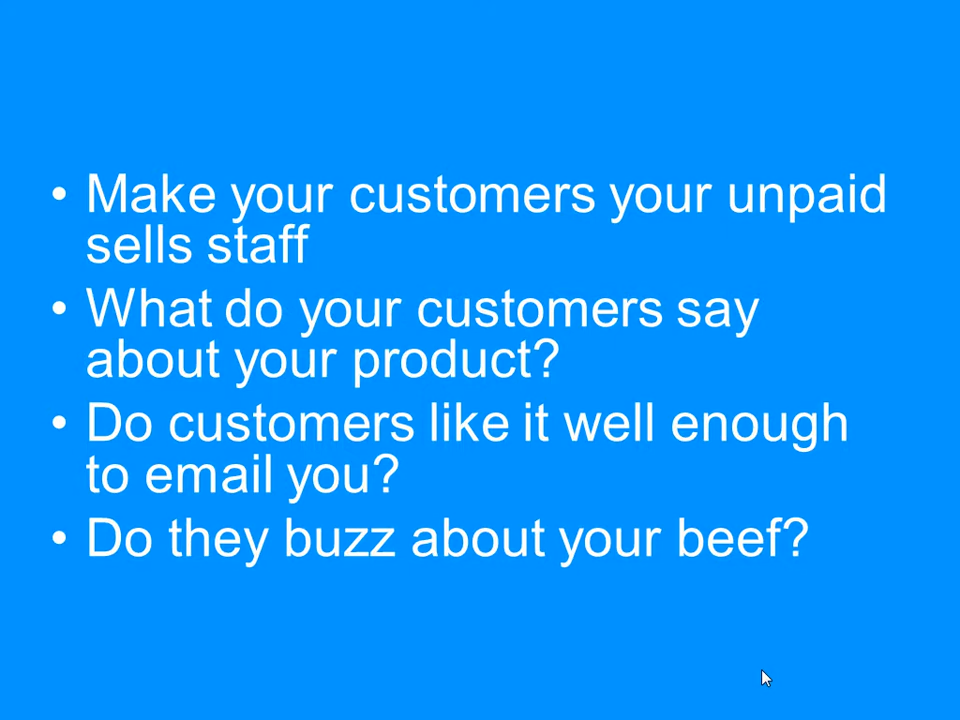 • Make your customers your unpaid
sells staff
• What do your customers say
about your product?
• Do customers like it well enough
to email you?
• Do they buzz about your beef?